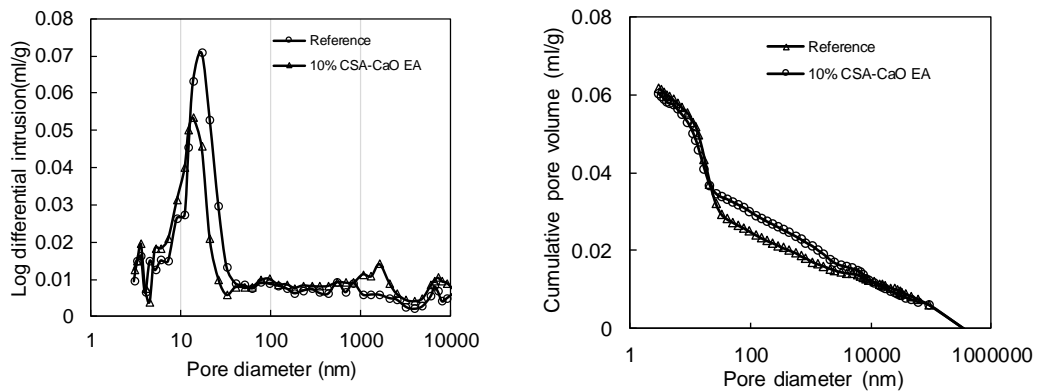 Log differential intrusion(ml/g)
0.08
0.07
0.06
0.05
0.04
0.03
0.02
0.01
0
Reference
10% CSA-CaO EA
1 10 100 1000 10000
Pore diameter (nm)
Cumulative pore volume (ml/g)
0.08
0.06
0.04
0.02
0
Reference
10% CSA-CaO EA
1 100 10000 1000000
Pore diameter (nm)